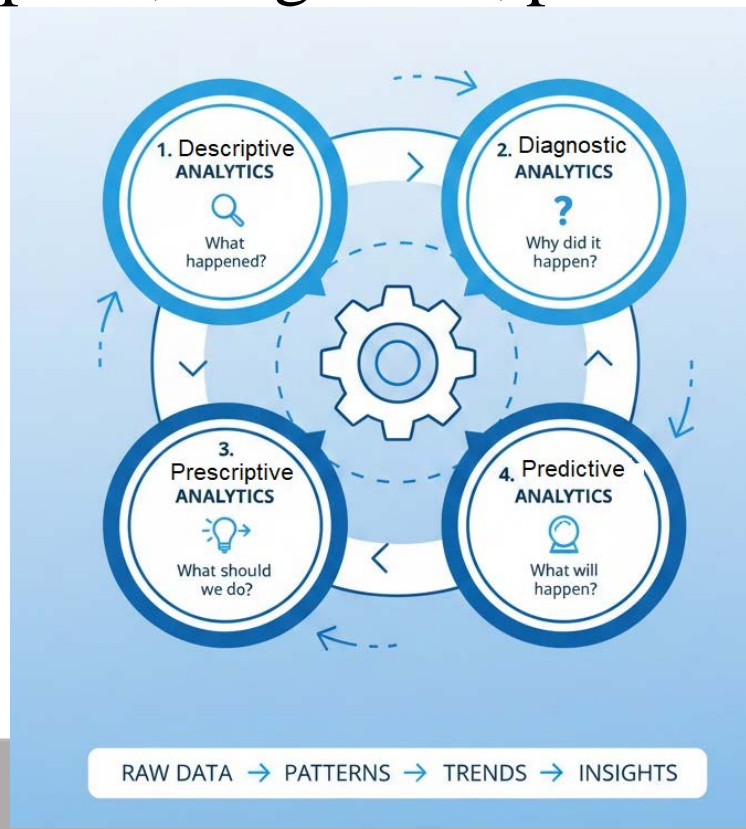 1. Descriptive
ANALYTICS
What
happened?
2. Diagnostic
ANALYTICS
?
Why did it
happen?
3.
Prescriptive
ANALYTICS
What should
we do?
4. Predictive
ANALYTICS
What will
happen?
RAW DATA → PATTERNS → TRENDS → INSIGHTS